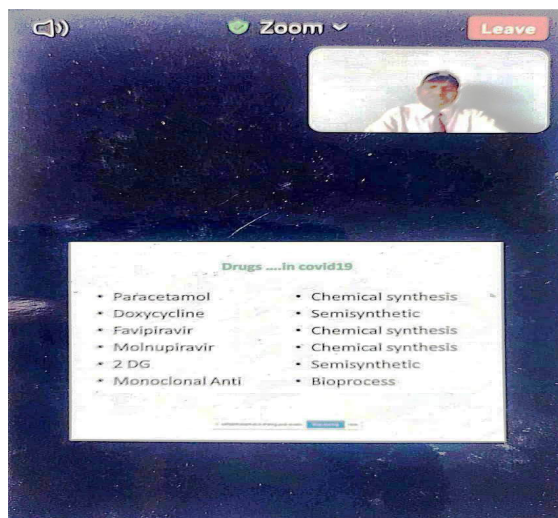 Zoom
Leave
Drugs ....in covid19
• Paracetamol
• Doxycycline
• Favipiravir
• Molnupiravir
• 2 DG
• Monoclonal Anti
• Chemical synthesis
• Semisynthetic
• Chemical synthesis
• Chemical synthesis
• Semisynthetic
• Bioprocess